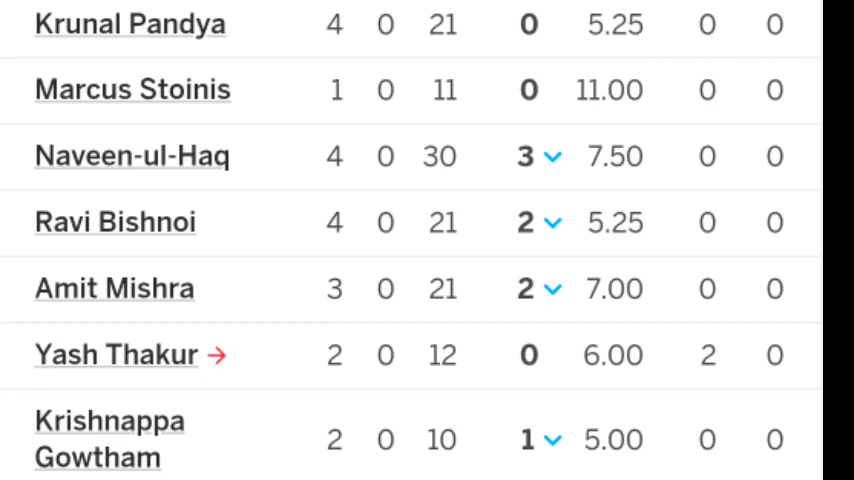 Krunal Pandya 4 0 21 0 5.25 0 0
Marcus Stoinis 1 0 11 0 11.00 0 0
Naveen-ul-Haq 4 0 30 3 7.50 0 0
Ravi Bishnoi 4 0 21 2 5.25 0 0
Amit Mishra 3 0 21 2 7.00 0 0
Yash Thakur → 2 0 12 0 6.00 2 0
Krishnappa
Gowtham 2 0 10 1 5.00 0 0